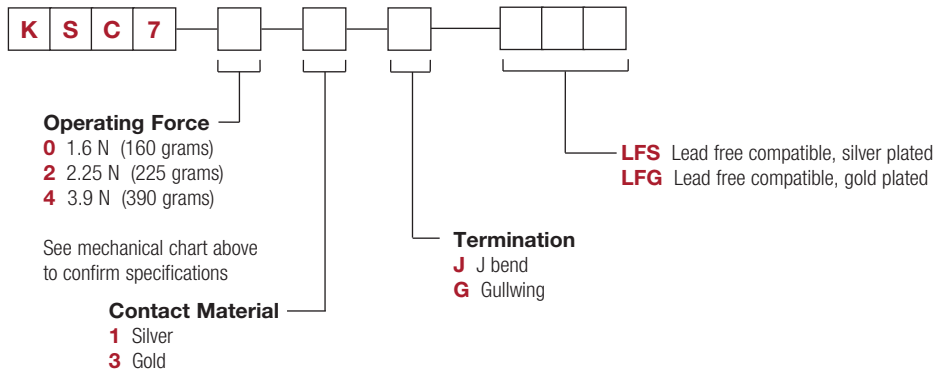 K S C 7
Operating Force
0 1.6 N (160 grams)
2 2.25 N (225 grams)
4 3.9 N (390 grams)
See mechanical chart above
to confirm specifications
Contact Material
1 Silver
3 Gold
Termination
J J bend
G Gullwing
LFS Lead free compatible, silver plated
LFG Lead free compatible, gold plated